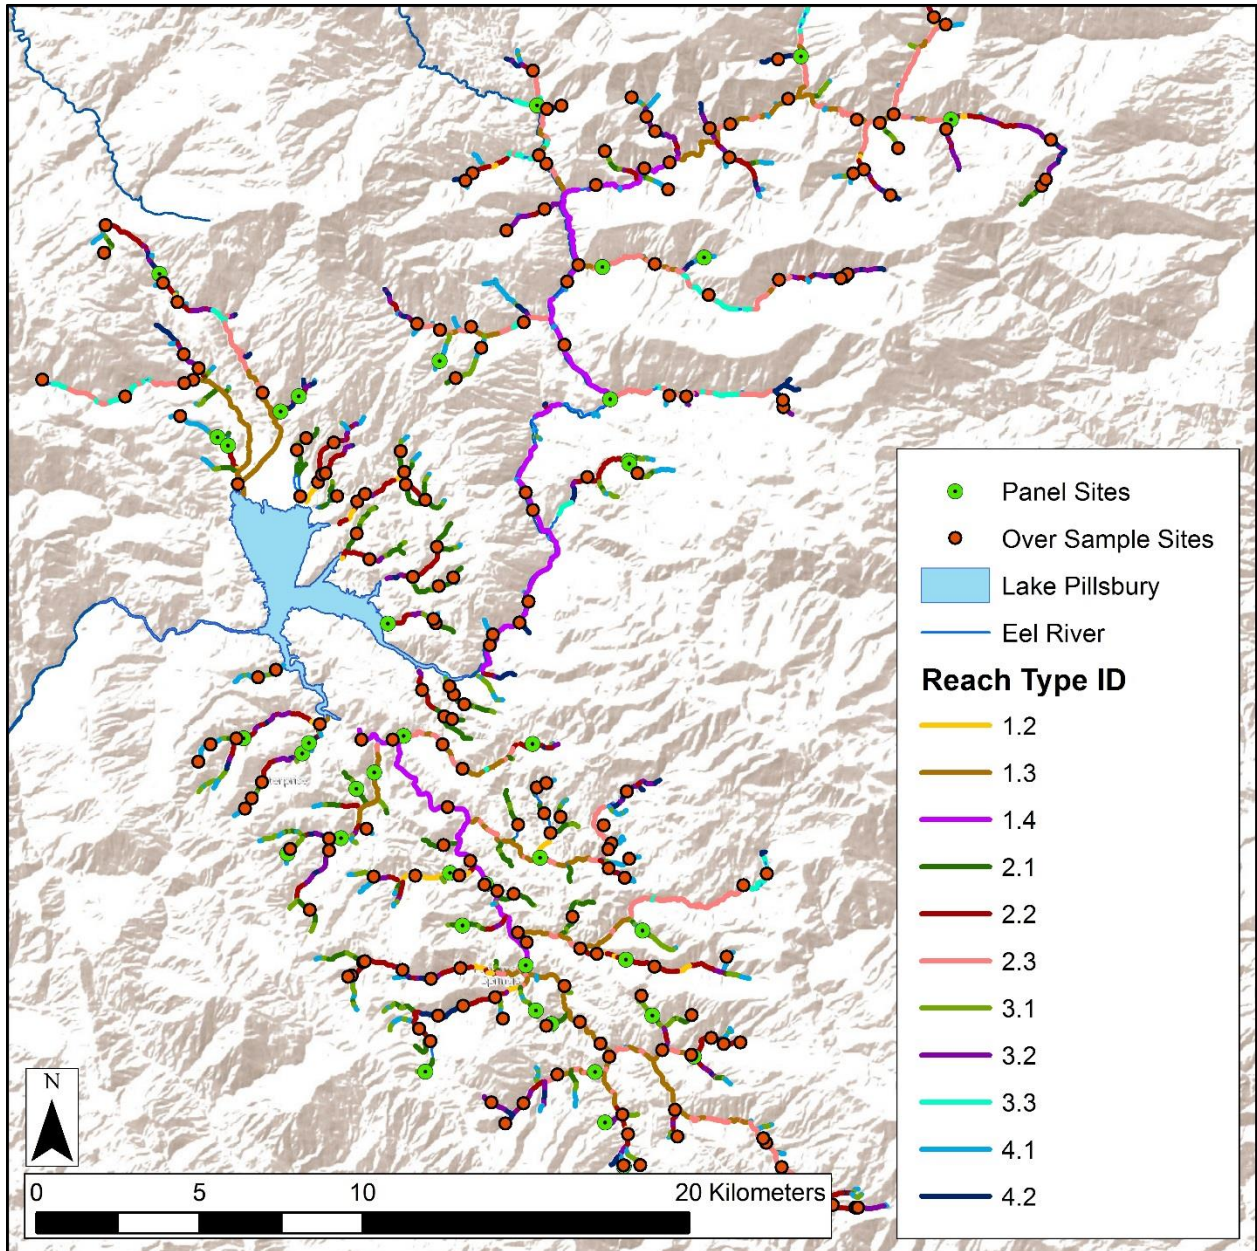 Panel Sites
Over Sample Sites
Lake Pillsbury
Eel River
Reach Type ID
1.2
1.3
1.4
2.1
2.2
2.3
3.1
3.2
3.3
4.1
4.2
N
0 5 10 20 Kilometers